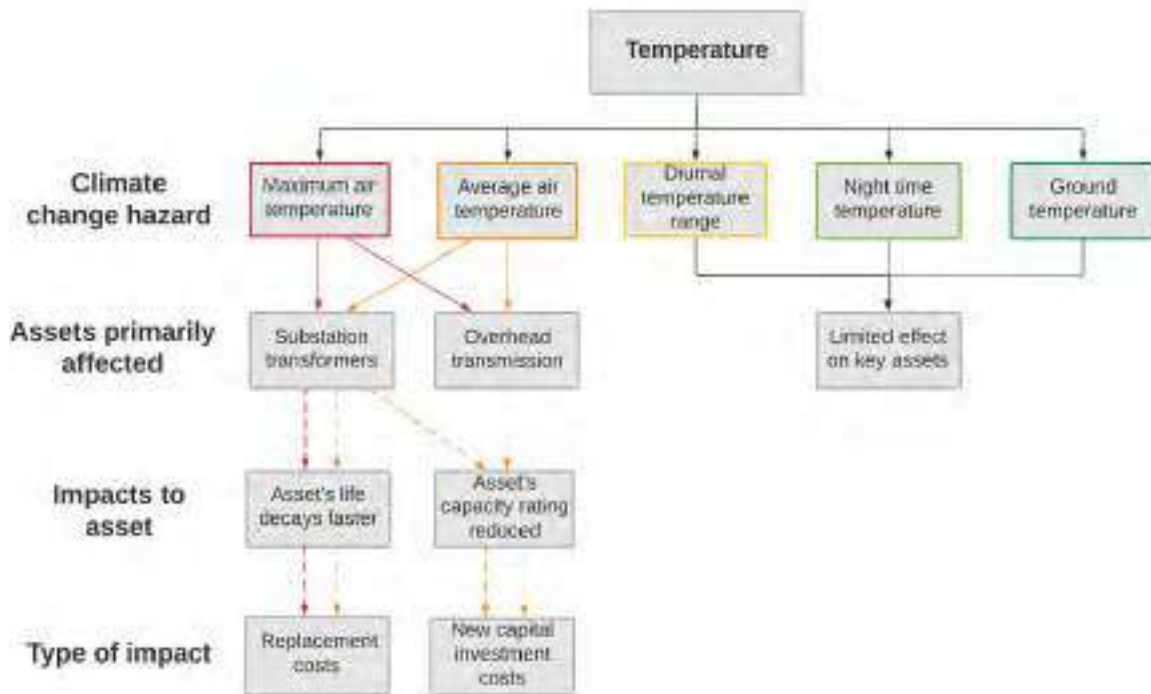 Temperature
Climate
change hazard
Maximum air
temperature
Average air
temperature
Diurnal
temperature
range
Night time
temperature
Ground
temperature
Assets primarily
affected
Substation
transformers
Overhead
transmission
Limited effect
on key assets
Impacts to
asset
Asset's life
decays faster
Asset's
capacity rating
reduced
Type of impact
Replacement
costs
New capital
investment
costs